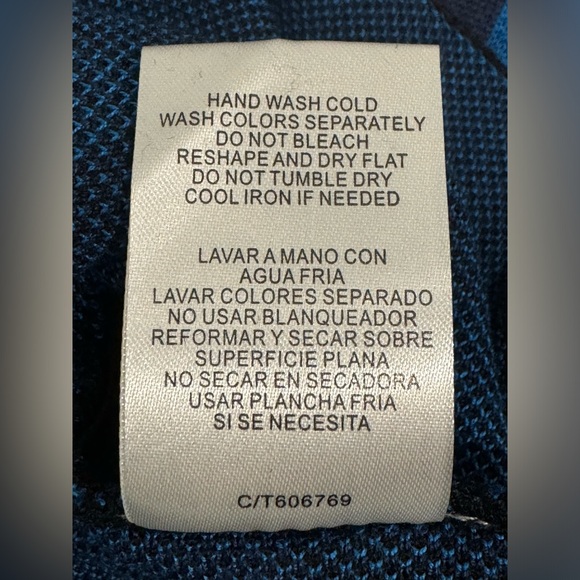 HAND WASH COLD
WASH COLORS SEPARATELY
DO NOT BLEACH
RESHAPE AND DRY FLAT
DO NOT TUMBLE DRY
COOL IRON IF NEEDED
LAVAR A MANO CON
AGUA FRIA
LAVAR COLORES SEPARADO
NO USAR BLANQUEADOR
REFORMAR Y SECAR SOBRE
SUPERFICIE PLANA
NO SECAR EN SECADORA
USAR PLANCHA FRIA
SI SE NECESITA
C/T606769